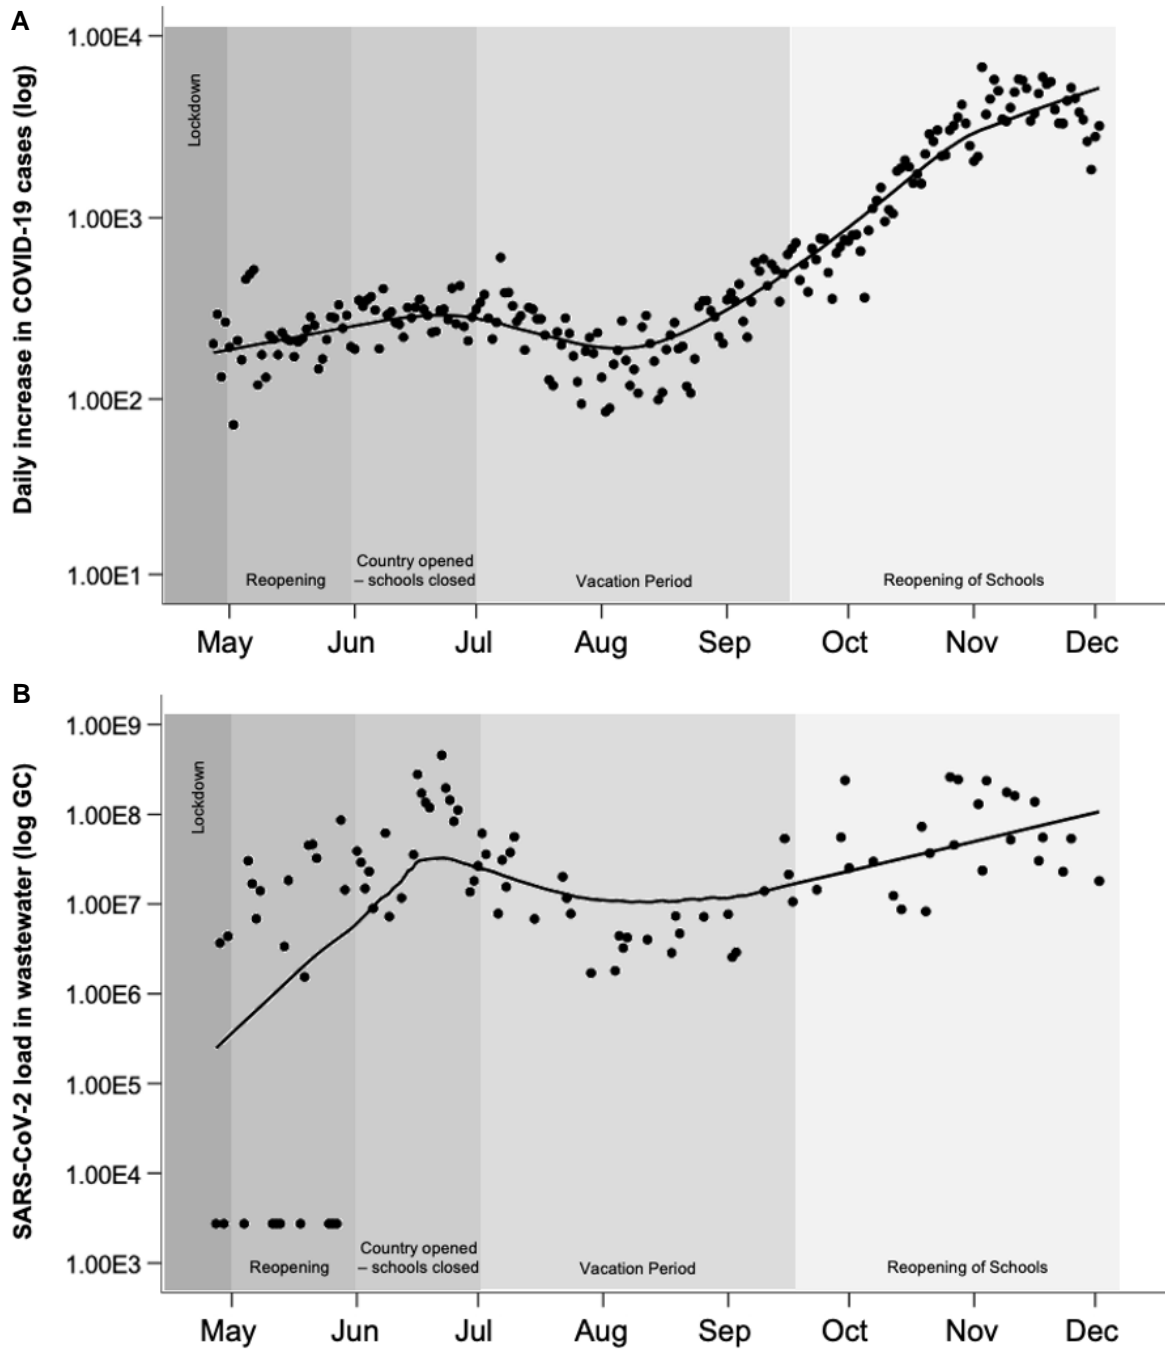 A
Daily increase in COVID-19 cases (log)
1.00E4
1.00E3
1.00E2
1.00E1
Lockdown
Reopening
Country opened
– schools closed
Vacation Period
Reopening of Schools
May Jun Jul Aug Sep Oct Nov Dec
B
SARS-CoV-2 load in wastewater (log GC)
1.00E9
1.00E8
1.00E7
1.00E6
1.00E5
1.00E4
1.00E3
Lockdown
Reopening
Country opened
– schools closed
Vacation Period
Reopening of Schools
May Jun Jul Aug Sep Oct Nov Dec